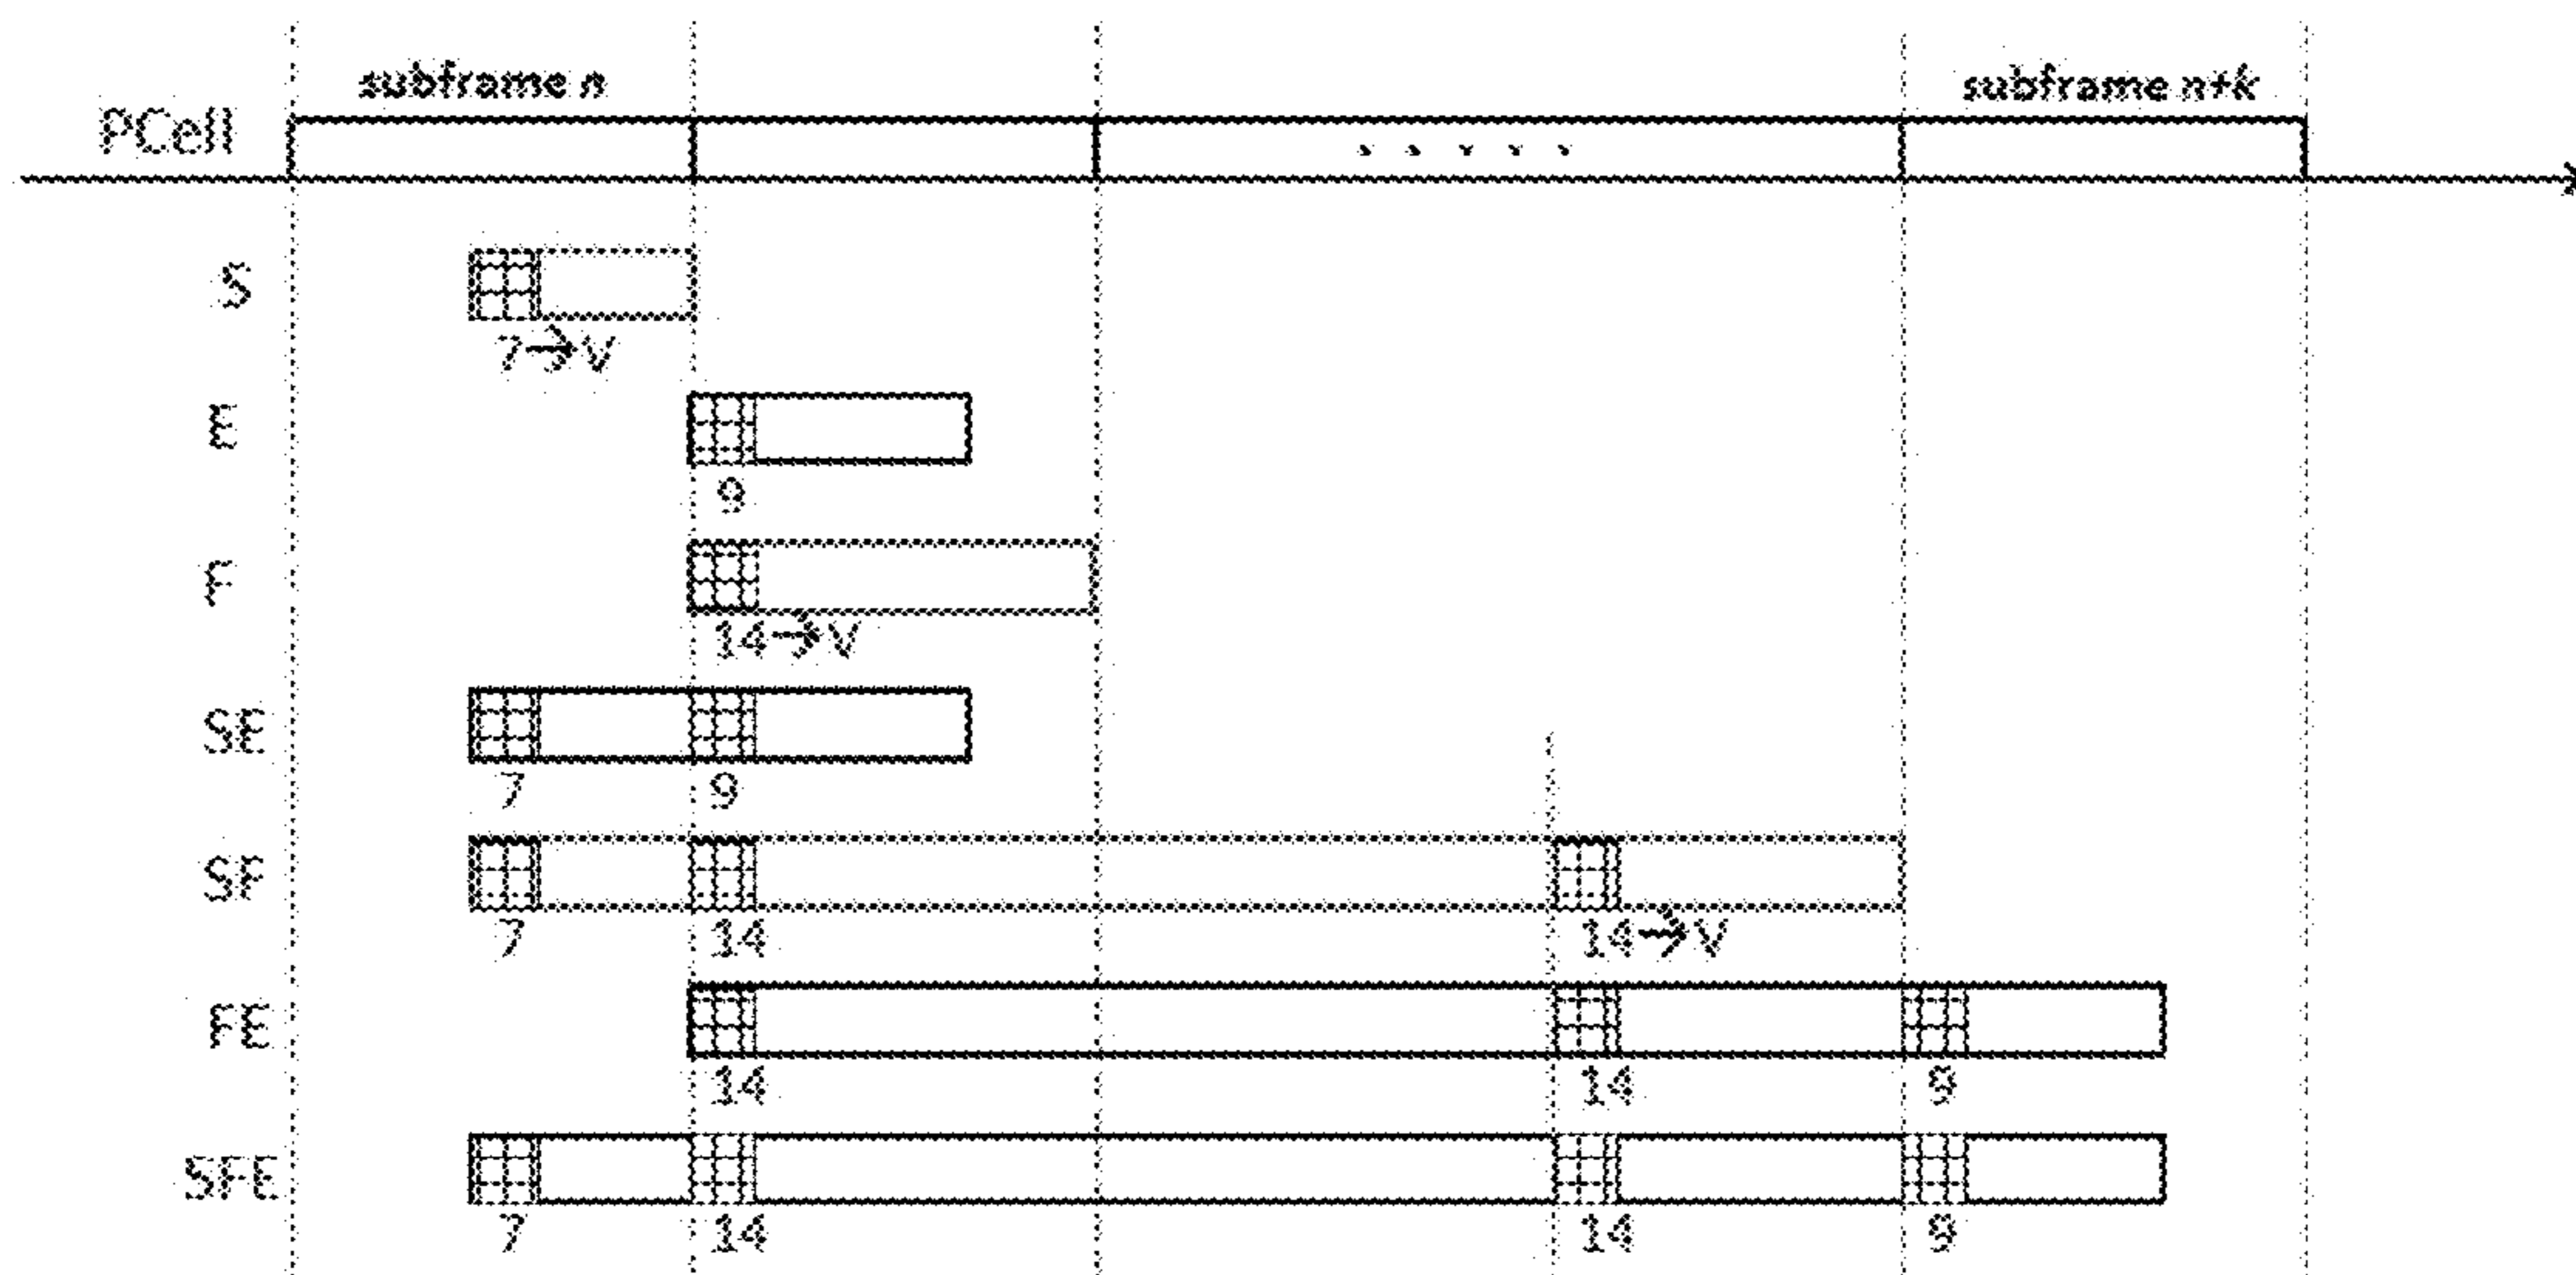 subframe n subframe n+k
PCell
S
7→V
E
9
F
14→V
SE
7 9
SF
7 14 14→V
FE
14 14 9
SFE
7 14 14 9